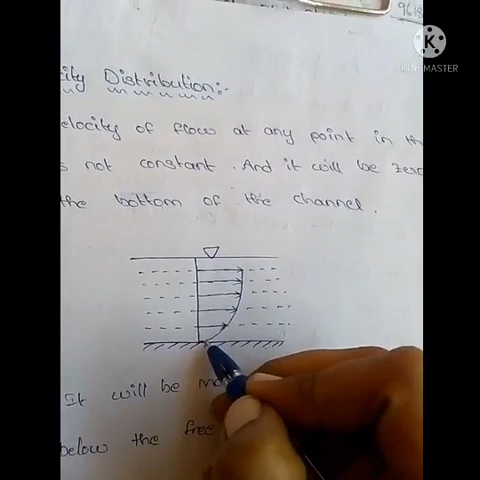 city Distribution:-
elocity of flow at any point in th
s not constant. And it will be zero
the bottom of the channel.
It will be
below the free
KINEMASTER